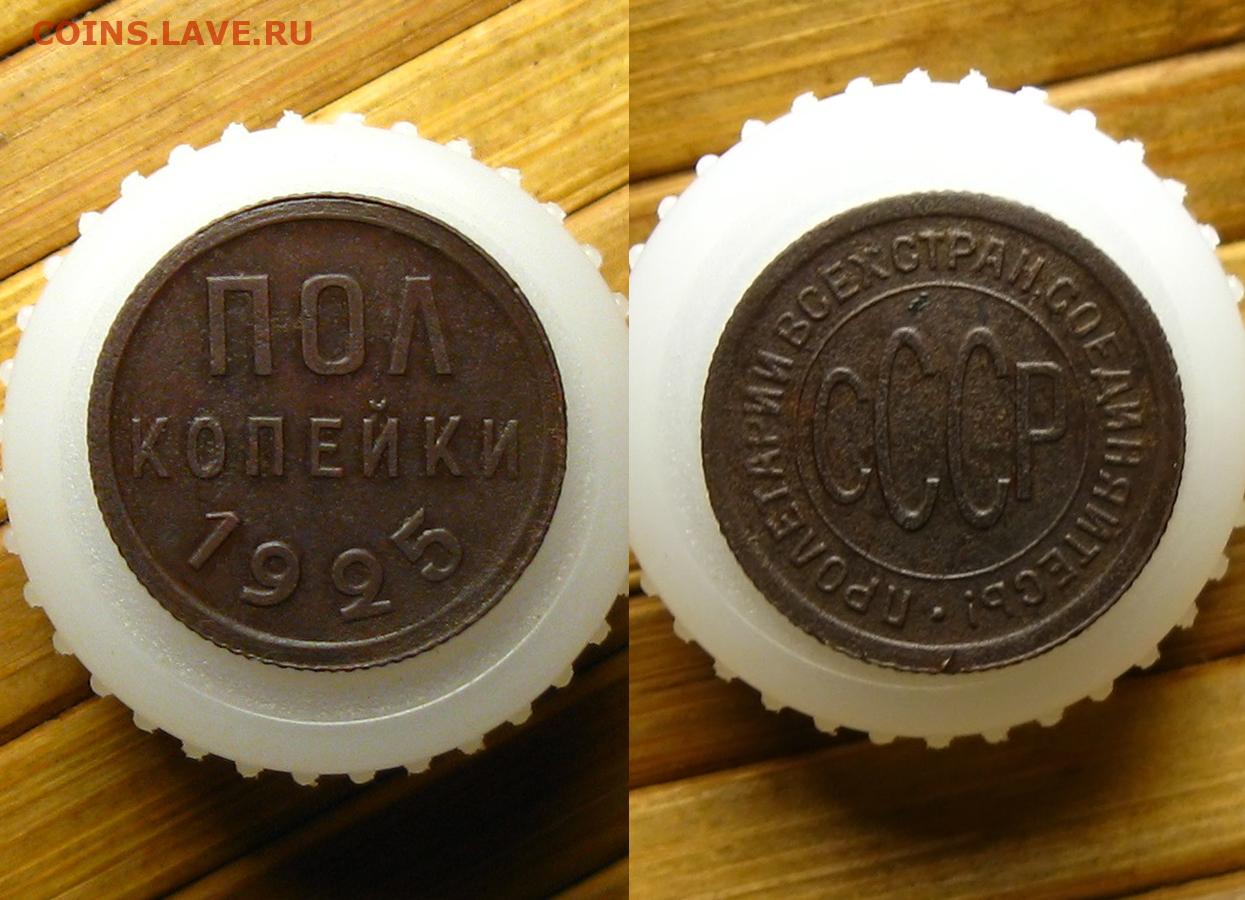 COINS.LAVE.RU
ПОЛ
КОПЕЙКИ
1925
ПРОЛЕТАРИИ ВСЕХ СТРАН, СОЕДИНЯЙТЕСЬ!
СССР